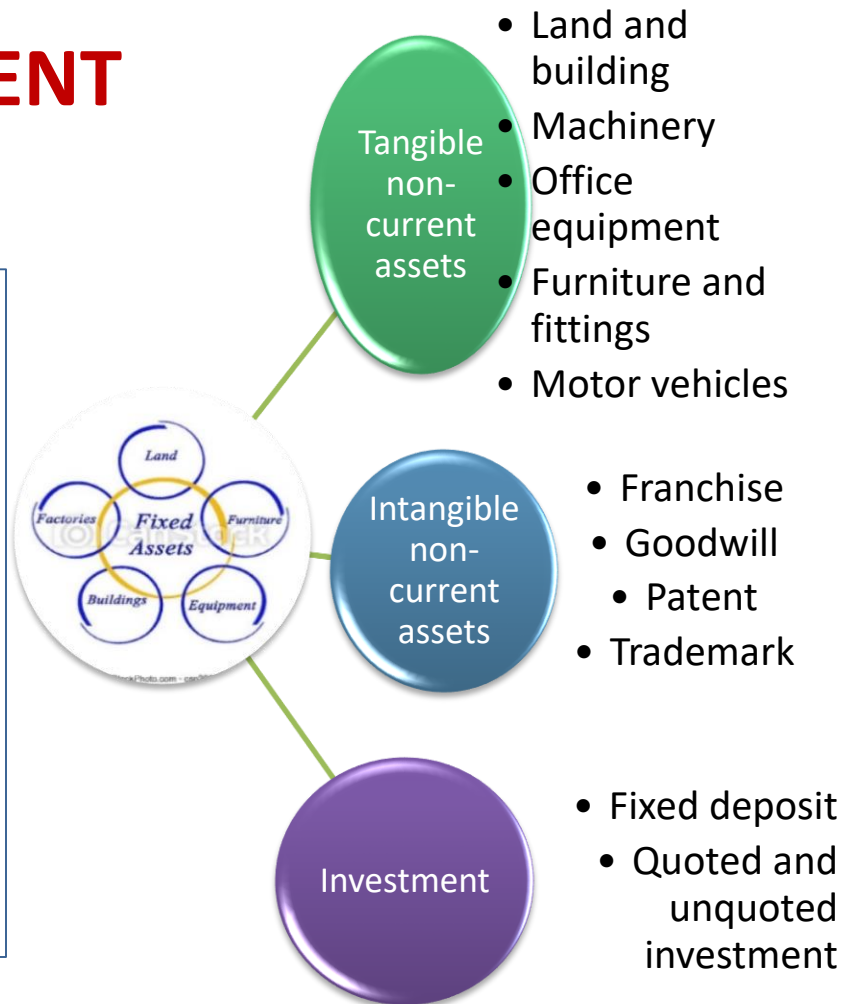 ENT
• Land and
building
• Machinery
• Office
equipment
• Furniture and
fittings
• Motor vehicles
Tangible
non-
current
assets
Land
Factories
Fixed
Assets
Furniture
Buildings
Equipment
CanStock
Intangible
non-
current
assets
• Franchise
• Goodwill
• Patent
• Trademark
Investment
• Fixed deposit
• Quoted and
unquoted
investment